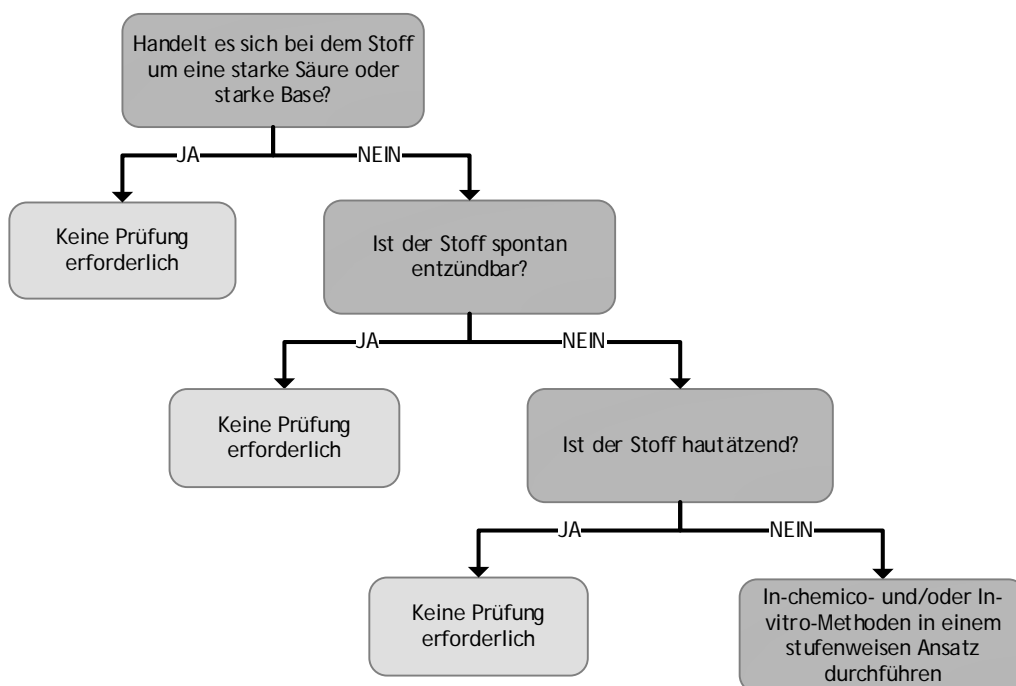 Handelt es sich bei dem Stoff
um eine starke Säure oder
starke Base?
JA
NEIN
Keine Prüfung
erforderlich
Ist der Stoff spontan
entzündbar?
JA
NEIN
Keine Prüfung
erforderlich
Ist der Stoff hautätzend?
JA
NEIN
Keine Prüfung
erforderlich
In-chemico- und/oder In-
vitro-Methoden in einem
stufenweisen Ansatz
durchführen